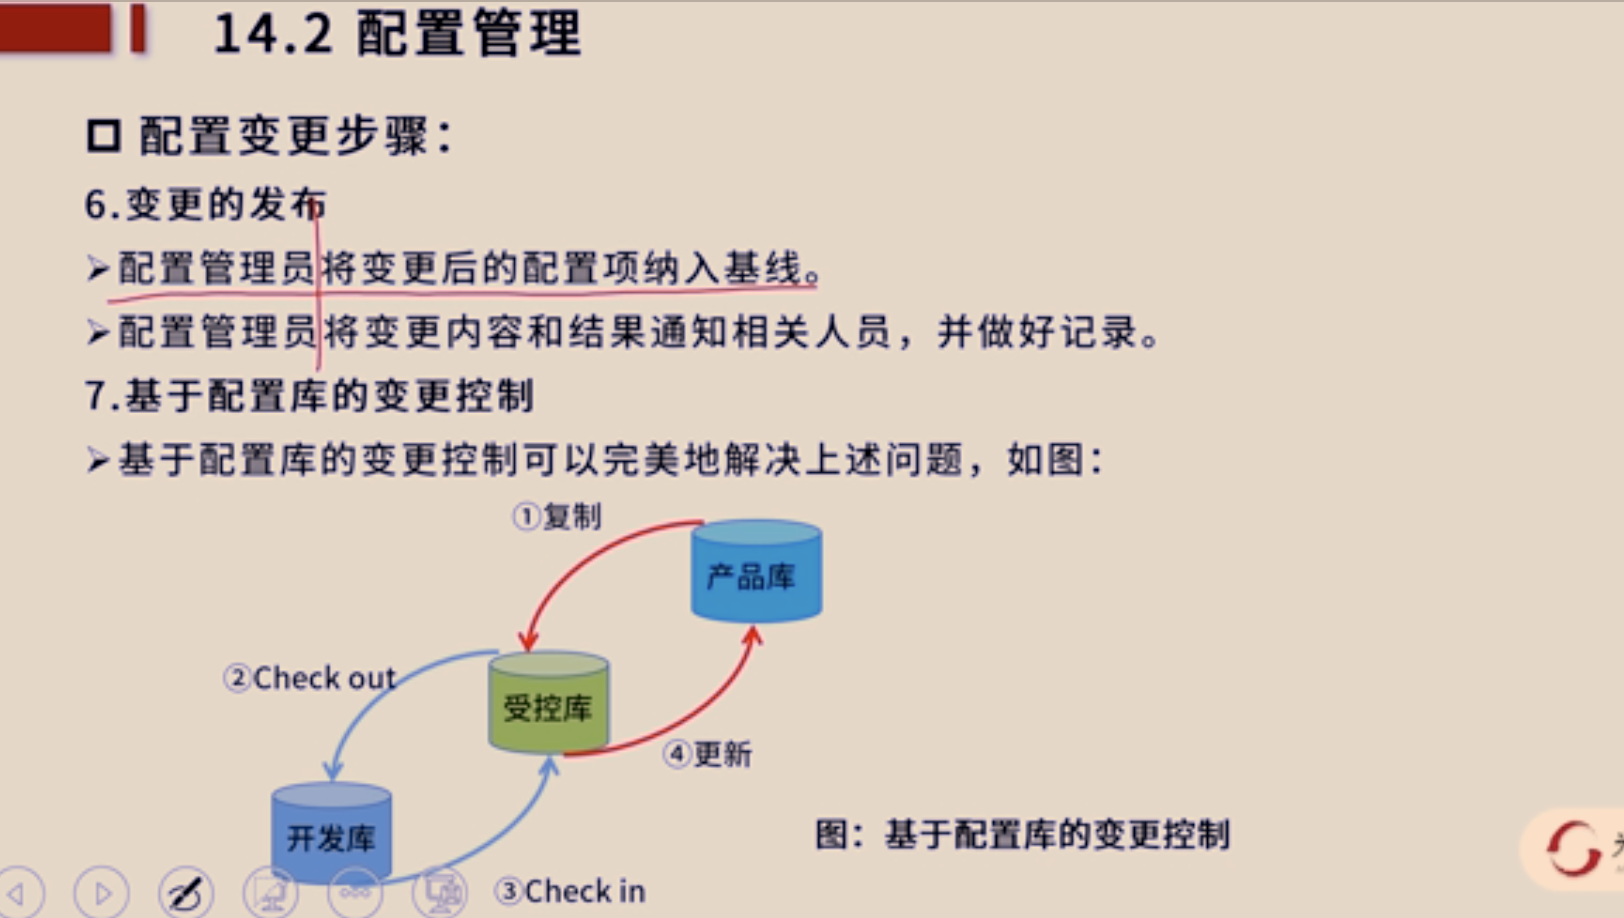 14.2 配置管理
配置变更步骤：
6.变更的发布
➢配置管理员将变更后的配置项纳入基线。
➢配置管理员将变更内容和结果通知相关人员，并做好记录。
7.基于配置库的变更控制
➢基于配置库的变更控制可以完美地解决上述问题，如图：
①复制
产品库
②Check out
受控库
④更新
开发库
图：基于配置库的变更控制
③Check in